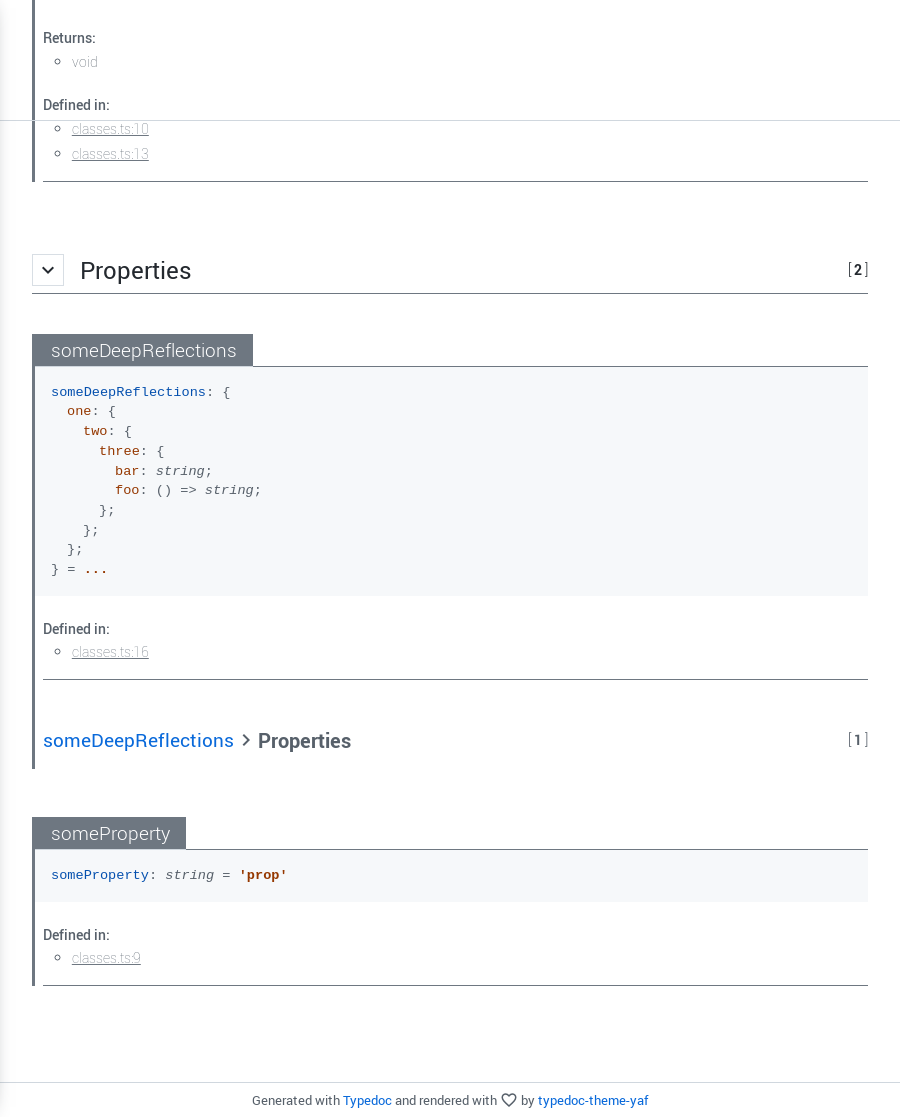 Returns:
void
Defined in:
classes.ts:10
classes.ts:13
Properties [ 2 ]
someDeepReflections
someDeepReflections: {
one: {
two: {
three: {
bar: string;
foo: () => string;
};
};
};
} = ...
Defined in:
classes.ts:16
someDeepReflections > Properties [ 1 ]
someProperty
someProperty: string = 'prop'
Defined in:
classes.ts:9
Generated with Typedoc and rendered with ♡ by typedoc-theme-yaf